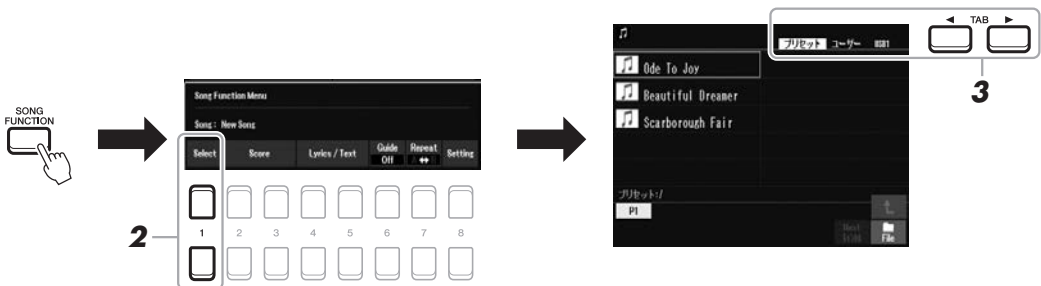 SONG
FUNCTION
Song Function Menu
Song : New Song
Select Score Lyrics / Text Guide Off Repeat Setting
1 2 3 4 5 6 7 8
2
プリセット ユーザー USB1
TAB
3
Ode To Joy
Beautiful Dreamer
Scarborough Fair
プリセット:/
P1
File